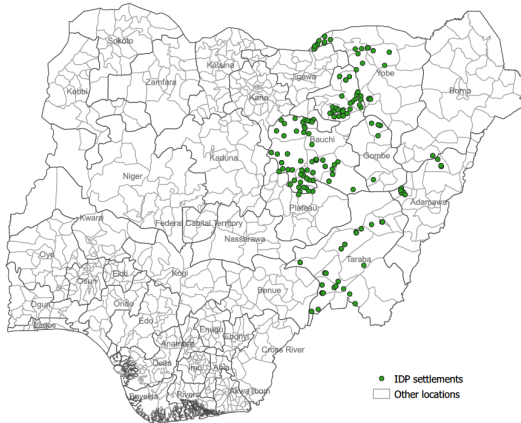 Sokoto
Katsina
Jigawa
Yobe
Zamfara
Kebbi
Kano
Borno
Bauchi
Kaduna
Gombe
Niger
Adamawa
Plateau
Kwara
Federal Capital Territory
Nassarawa
Oyo
Taraba
Ekiti
Kogi
Osun
Benue
Ogun
Ondo
Lagos
Edo
Enugu
Ebonyi
Anambra
Cross River
Delta
Imo
Abia
Bayelsa
Rivers
Akwa Ibom
IDP settlements
Other locations